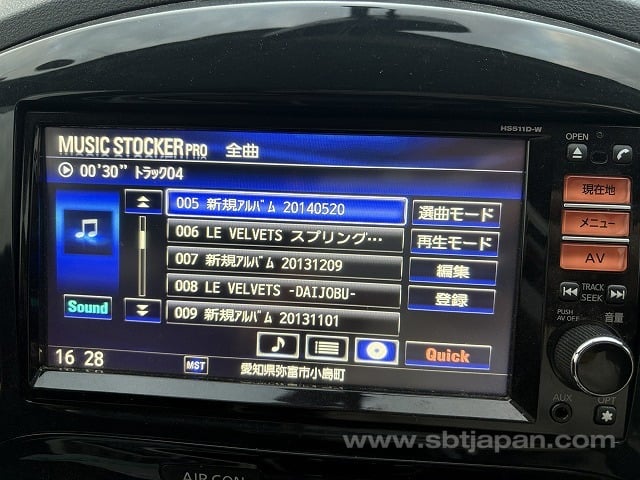 HS511D-W
MUSIC STOCKER PRO 全曲
00'30" ﾄﾗｯｸ04
005 新規ｱﾙﾊﾞﾑ 20140520
006 LE VELVETS スプリング…
007 新規ｱﾙﾊﾞﾑ 20131209
008 LE VELVETS -DAIJOBU-
009 新規ｱﾙﾊﾞﾑ 20131101
選曲モード
再生モード
編集
登録
Sound
Quick
16 28
MST
愛知県弥富市小島町
OPEN
現在地
メニュー
AV
TRACK
SEEK
PUSH
AV OFF
音量
AUX
OPT
AIR CON
www.sbtjapan.com